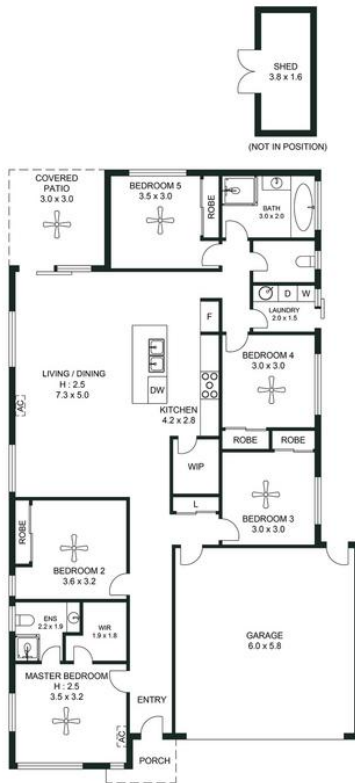 SHED
3.8 x 1.6
(NOT IN POSITION)
COVERED
PATIO
3.0 x 3.0
BEDROOM 5
3.5 x 3.0
ROBE
BATH
3.0 x 2.0
D
W
LAUNDRY
2.0 x 1.5
F
LIVING / DINING
H : 2.5
7.3 x 5.0
AC
DW
KITCHEN
4.2 x 2.8
BEDROOM 4
3.0 x 3.0
ROBE
ROBE
WIP
L
BEDROOM 3
3.0 x 3.0
ROBE
BEDROOM 2
3.6 x 3.2
ENS
2.2 x 1.9
WIR
1.9 x 1.8
GARAGE
6.0 x 5.8
MASTER BEDROOM
H : 2.5
3.5 x 3.2
AC
ENTRY
PORCH